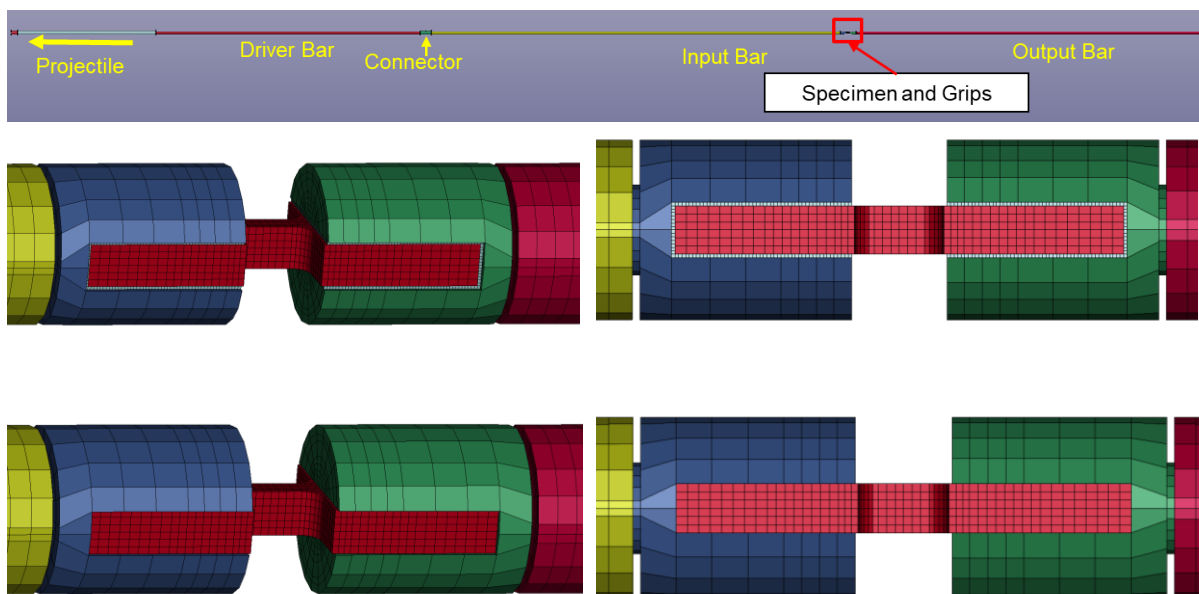 Projectile
Driver Bar
Connector
Input Bar
Output Bar
Specimen and Grips